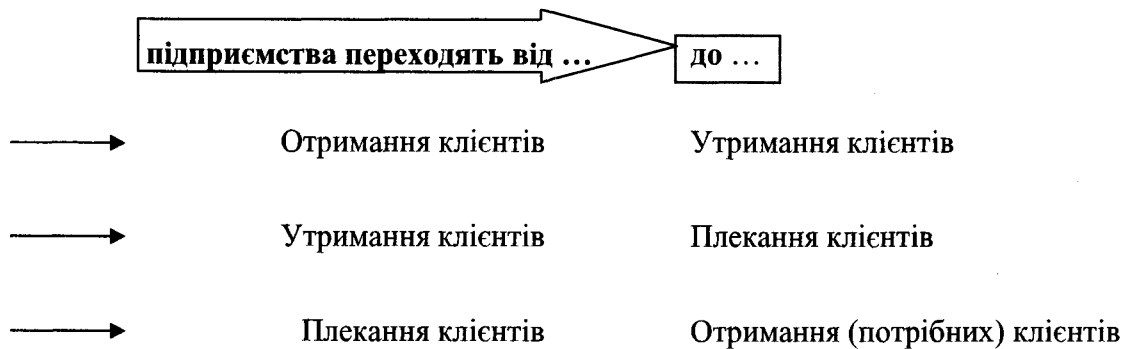 підприємства переходять від ... до ...
Отримання клієнтів Утримання клієнтів
Утримання клієнтів Плекання клієнтів
Плекання клієнтів Отримання (потрібних) клієнтів